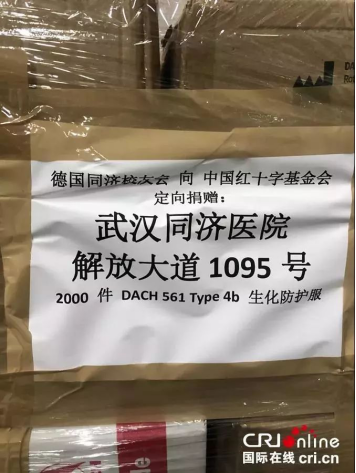 DA
德国同济校友会 向 中国红十字基金会
定向捐赠：
武汉同济医院
解放大道 1095 号
2000 件 DACH 561 Type 4b 生化防护服
CRIOnline
国际在线 cri.cn